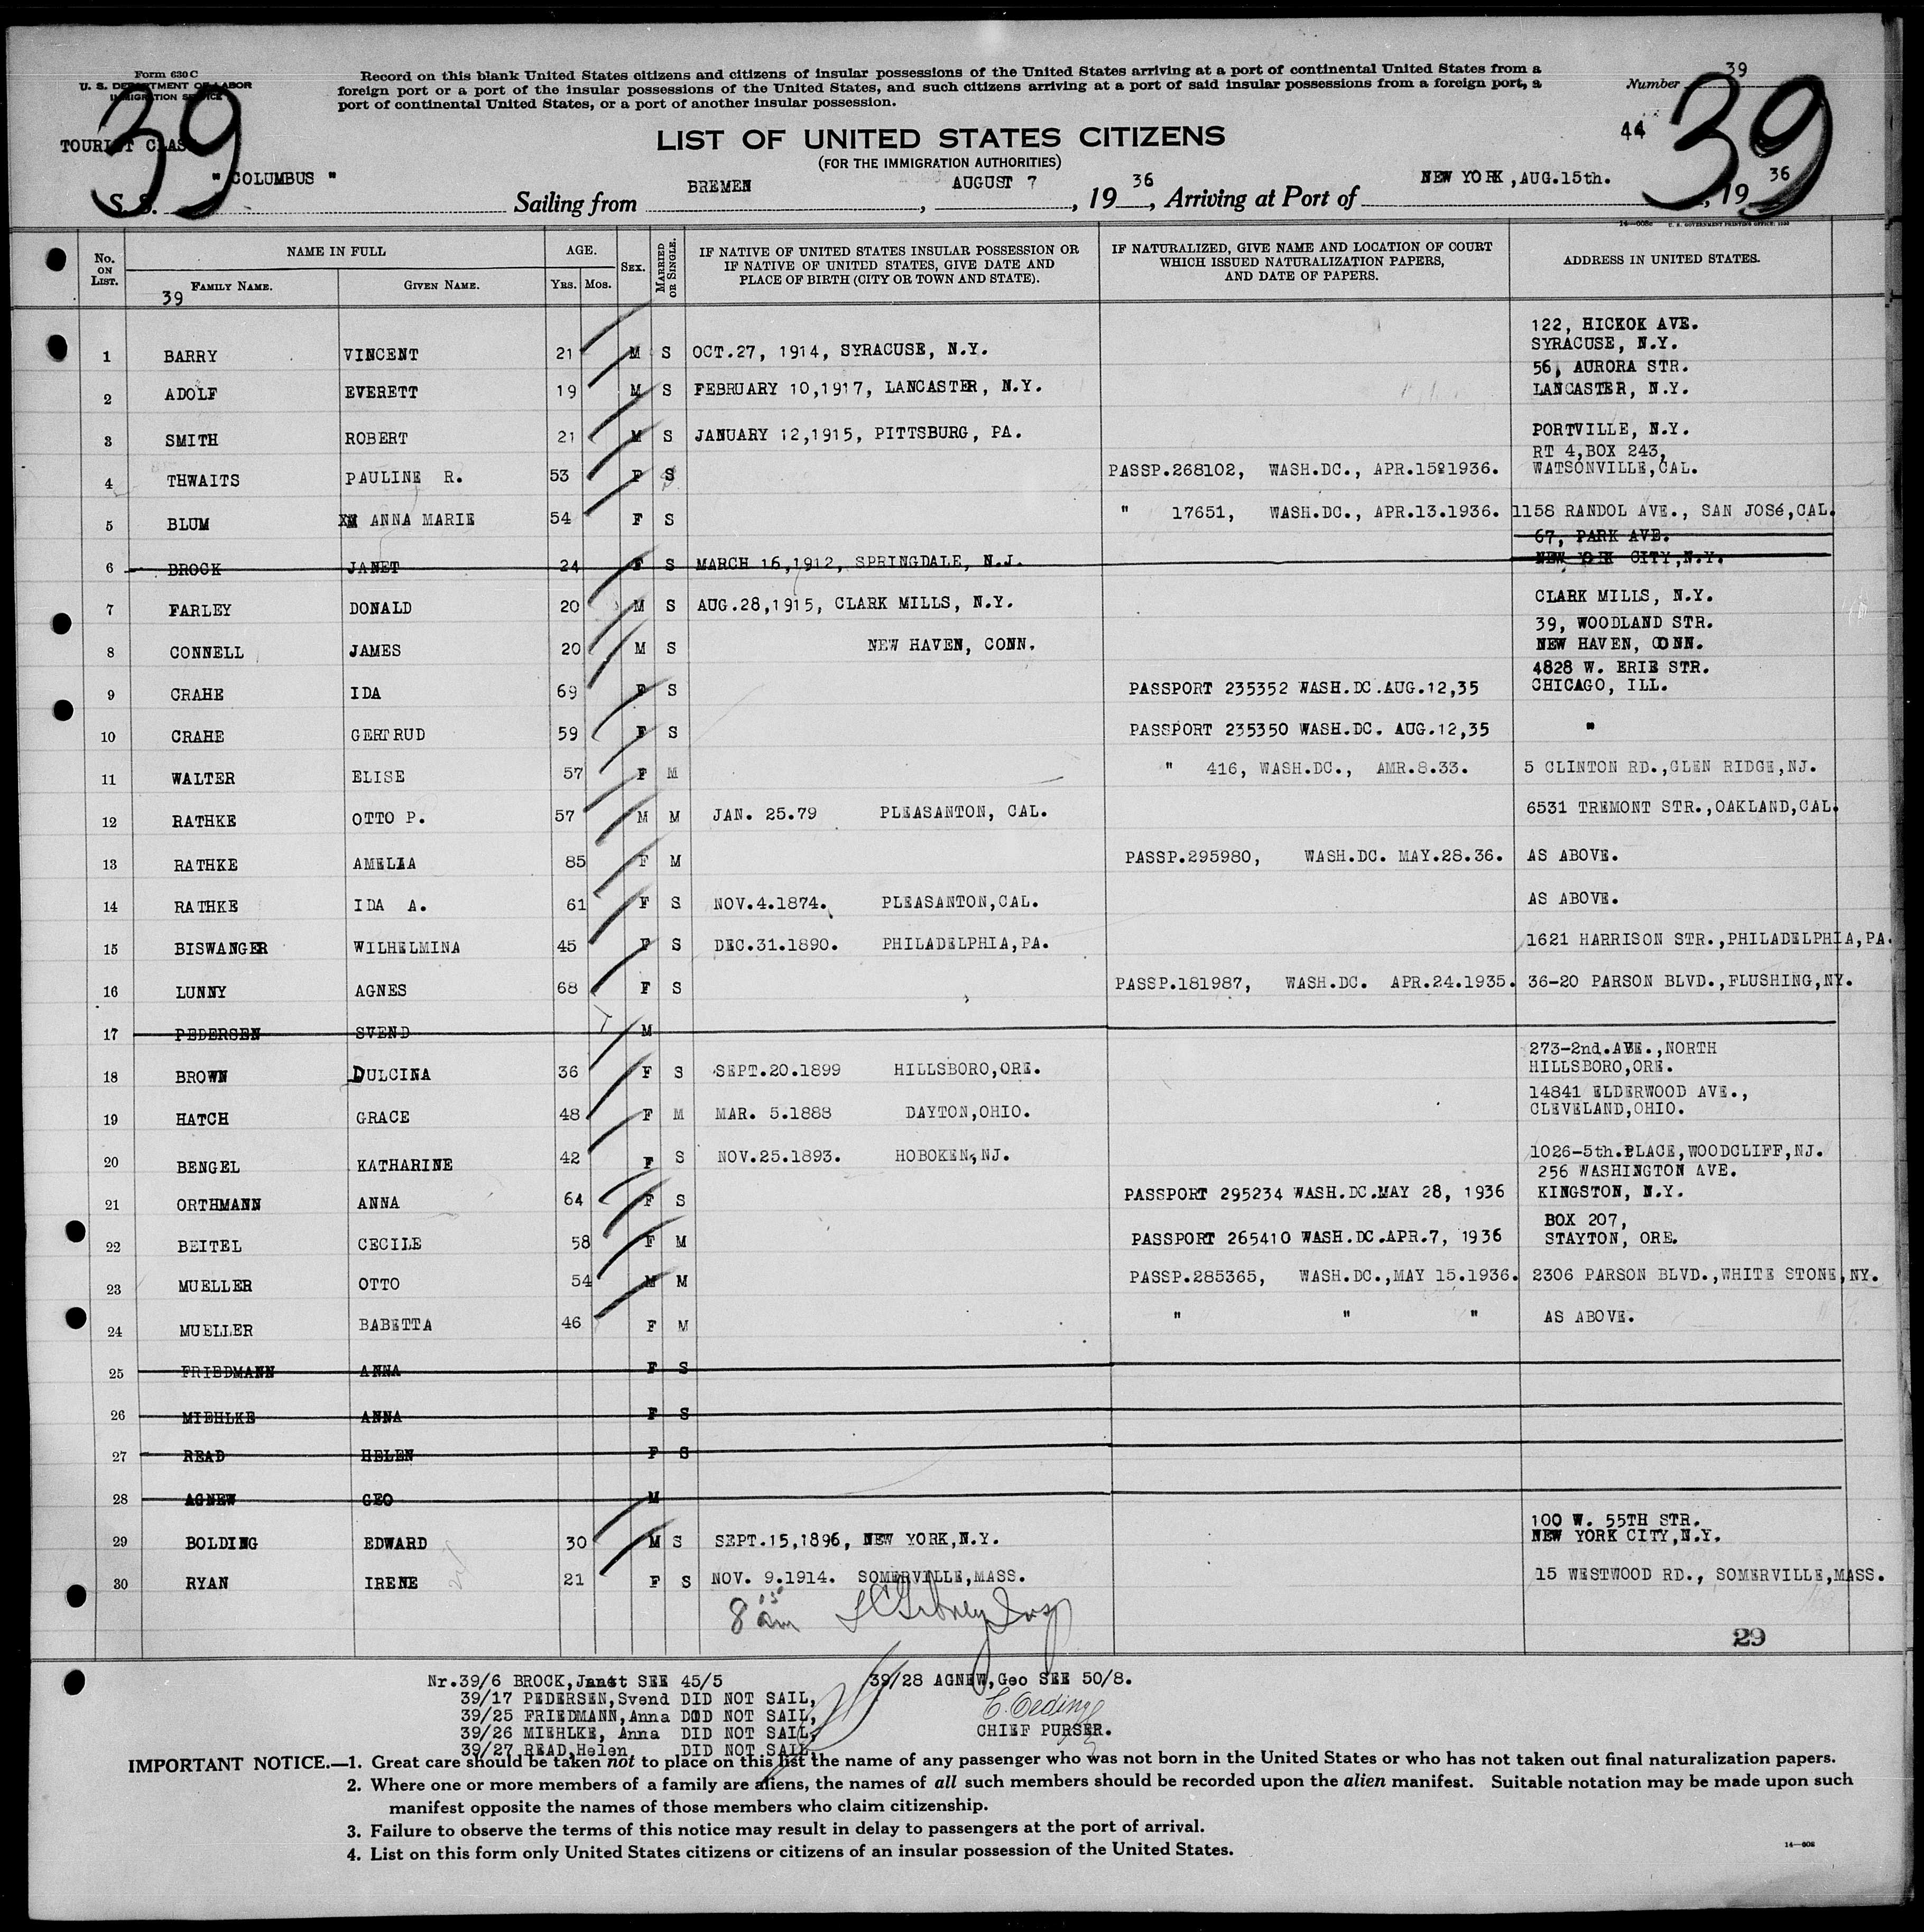 Form 630 C
U. S. DEPARTMENT OF LABOR
IMMIGRATION SERVICE
Record on this blank United States citizens and citizens of insular possessions of the United States arriving at a port of continental United States from a
foreign port or a port of the insular possessions of the United States, and such citizens arriving at a port of said insular possessions from a foreign port, a
port of continental United States, or a port of another insular possession.
Number 39
39
39
44
TOURIST CLASS
LIST OF UNITED STATES CITIZENS
(FOR THE IMMIGRATION AUTHORITIES)
S. S. " COLUMBUS " Sailing from BREMEN, AUGUST 7, 1936, Arriving at Port of NEW YORK, AUG.15th., 1936
14—608c U. S. GOVERNMENT PRINTING OFFICE:
No. ON LIST. NAME IN FULL AGE. SEX. MARRIED OR SINGLE. IF NATIVE OF UNITED STATES INSULAR POSSESSION OR IF NATIVE OF UNITED STATES, GIVE DATE AND PLACE OF BIRTH (CITY OR TOWN AND STATE). IF NATURALIZED, GIVE NAME AND LOCATION OF COURT WHICH ISSUED NATURALIZATION PAPERS, AND DATE OF PAPERS. ADDRESS IN UNITED STATES.
39 FAMILY NAME. GIVEN NAME. YRS. MOS.
1 BARRY VINCENT 21 M S OCT.27, 1914, SYRACUSE, N.Y. 122, HICKOK AVE. SYRACUSE, N.Y.
2 ADOLF EVERETT 19 M S FEBRUARY 10,1917, LANCASTER, N.Y. 56, AURORA STR. LANCASTER, N.Y.
3 SMITH ROBERT 21 M S JANUARY 12,1915, PITTSBURG, PA. PORTVILLE, N.Y.
4 THWAITS PAULINE R. 53 F S PASSP.268102, WASH.DC., APR.15º1936. RT 4,BOX 243, WATSONVILLE,CAL.
5 BLUM XM ANNA MARIE 54 F S " 17651, WASH.DC., APR.13.1936. 1158 RANDOL AVE., SAN JOSé,CAL.
6 BROCK JANET 24 F S MARCH 16,1912, SPRINGDALE, N.J. 67, PARK AVE. NEW YORK CITY,N.Y.
7 FARLEY DONALD 20 M S AUG.28,1915, CLARK MILLS, N.Y. CLARK MILLS, N.Y.
8 CONNELL JAMES 20 M S NEW HAVEN, CONN. 39, WOODLAND STR. NEW HAVEN, CONN.
9 CRAHE IDA 69 F S PASSPORT 235352 WASH.DC.AUG.12,35 4828 W. ERIE STR. CHICAGO, ILL.
10 CRAHE GERTRUD 59 F S PASSPORT 235350 WASH.DC. AUG.12,35 "
11 WALTER ELISE 57 F M " 416, WASH.DC., AMR.8.33. 5 CLINTON RD.,GLEN RIDGE,NJ.
12 RATHKE OTTO P. 57 M M JAN. 25.79 PLEASANTON, CAL. 6531 TREMONT STR.,OAKLAND,CAL.
13 RATHKE AMELIA 85 F M PASSP.295980, WASH.DC. MAY.28.36. AS ABOVE.
14 RATHKE IDA A. 61 F S NOV.4.1874. PLEASANTON,CAL. AS ABOVE.
15 BISWANGER WILHELMINA 45 F S DEC.31.1890. PHILADELPHIA,PA. 1621 HARRISON STR.,PHILADELPHIA,PA.
16 LUNNY AGNES 68 F S PASSP.181987, WASH.DC. APR.24.1935. 36-20 PARSON BLVD.,FLUSHING,NY.
17 PEDERSEN SVEND M
18 BROWN DULCINA 36 F S SEPT.20.1899 HILLSBORO,ORE. 273-2nd.AVE.,NORTH HILLSBORO,ORE.
19 HATCH GRACE 48 F M MAR. 5.1888 DAYTON,OHIO. 14841 ELDERWOOD AVE., CLEVELAND,OHIO.
20 BENGEL KATHARINE 42 F S NOV.25.1893. HOBOKEN,NJ. 1026-5th.PLACE,WOODCLIFF,NJ.
21 ORTHMANN ANNA 64 F S PASSPORT 295234 WASH.DC.MAY 28, 1936 256 WASHINGTON AVE. KINGSTON, N.Y.
22 BEITEL CECILE 58 F M PASSPORT 265410 WASH.DC.APR.7, 1936 BOX 207, STAYTON, ORE.
23 MUELLER OTTO 54 M M PASSP.285365, WASH.DC.,MAY 15.1936. 2306 PARSON BLVD.,WHITE STONE,NY.
24 MUELLER BABETTA 46 F M " " " AS ABOVE.
25 FRIEDMANN ANNA F S
26 MIEHLKE ANNA F S
27 READ HELEN F S
28 AGNEW GEO M
29 BOLDING EDWARD 30 M S SEPT.15,1896, NEW YORK,N.Y. 100 W. 55TH STR. NEW YORK CITY,N.Y.
30 RYAN IRENE 21 F S NOV. 9.1914. SOMERVILLE,MASS. 15 WESTWOOD RD., SOMERVILLE,MASS.
8 15 am
29
Nr.39/6 BROCK,Janet SEE 45/5 39/28 AGNEW,Geo SEE 50/8.
39/17 PEDERSEN,Svend DID NOT SAIL,
39/25 FRIEDMANN,Anna DID NOT SAIL,
39/26 MIEHLKE, Anna DID NOT SAIL,
CHIEF PURSER.
39/27 READ,Helen DID NOT SAIL.
IMPORTANT NOTICE.—1. Great care should be taken not to place on this list the name of any passenger who was not born in the United States or who has not taken out final naturalization papers.
2. Where one or more members of a family are aliens, the names of all such members should be recorded upon the alien manifest. Suitable notation may be made upon such
manifest opposite the names of those members who claim citizenship.
3. Failure to observe the terms of this notice may result in delay to passengers at the port of arrival.
4. List on this form only United States citizens or citizens of an insular possession of the United States.
14—608